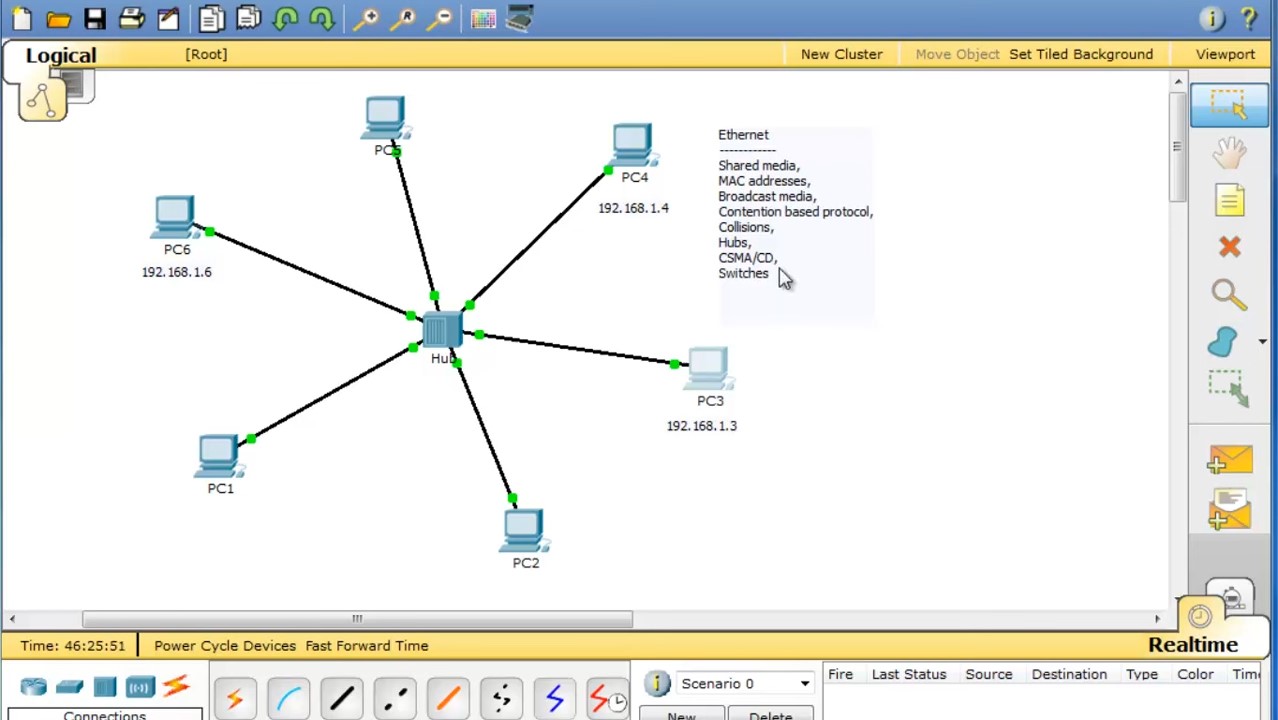 Logical
[Root]
New Cluster
Move Object
Set Tiled Background
Viewport
PC5
PC4
192.168.1.4
PC6
192.168.1.6
Hub
PC3
192.168.1.3
PC1
PC2
Ethernet
------------
Shared media,
MAC addresses,
Broadcast media,
Contention based protocol,
Collisions,
Hubs,
CSMA/CD,
Switches
Time: 46:25:51
Power Cycle Devices
Fast Forward Time
Realtime
Connections
Scenario 0
New
Delete
Fire
Last Status
Source
Destination
Type
Color